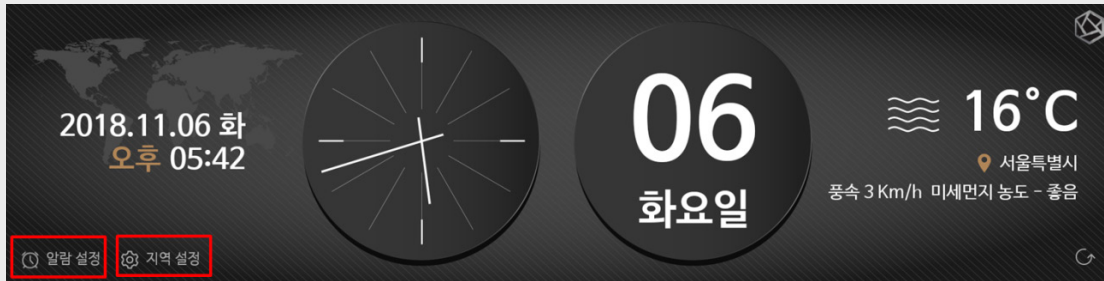 2018.11.06 화
오후 05:42
06
화요일
16°C
서울특별시
풍속 3 Km/h 미세먼지 농도 - 좋음
알람 설정
지역 설정